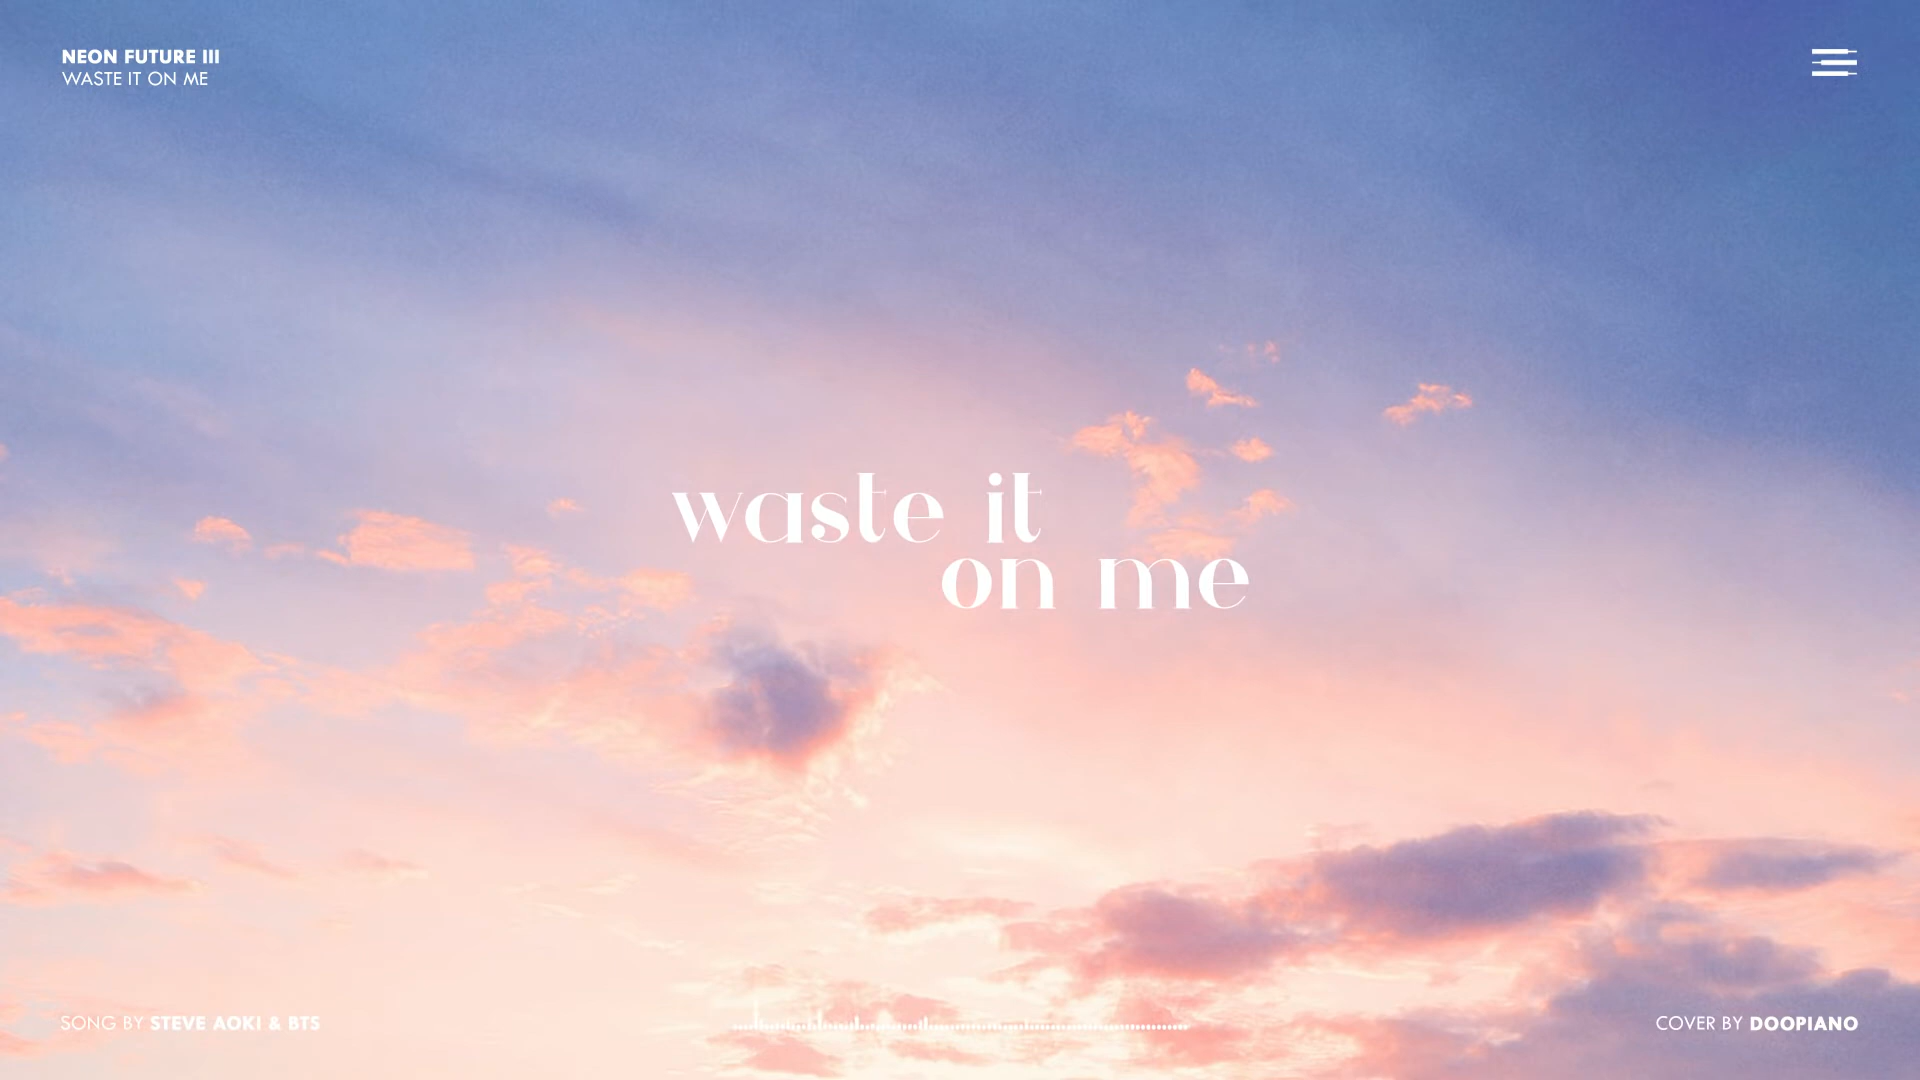 NEON FUTURE III
WASTE IT ON ME
waste it
on me
SONG BY STEVE AOKI & BTS
COVER BY DOOPIANO